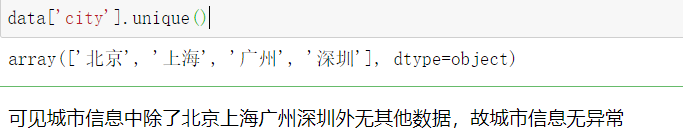 data['city'].unique()
array(['北京', '上海', '广州', '深圳'], dtype=object)
可见城市信息中除了北京上海广州深圳外无其他数据，故城市信息无异常